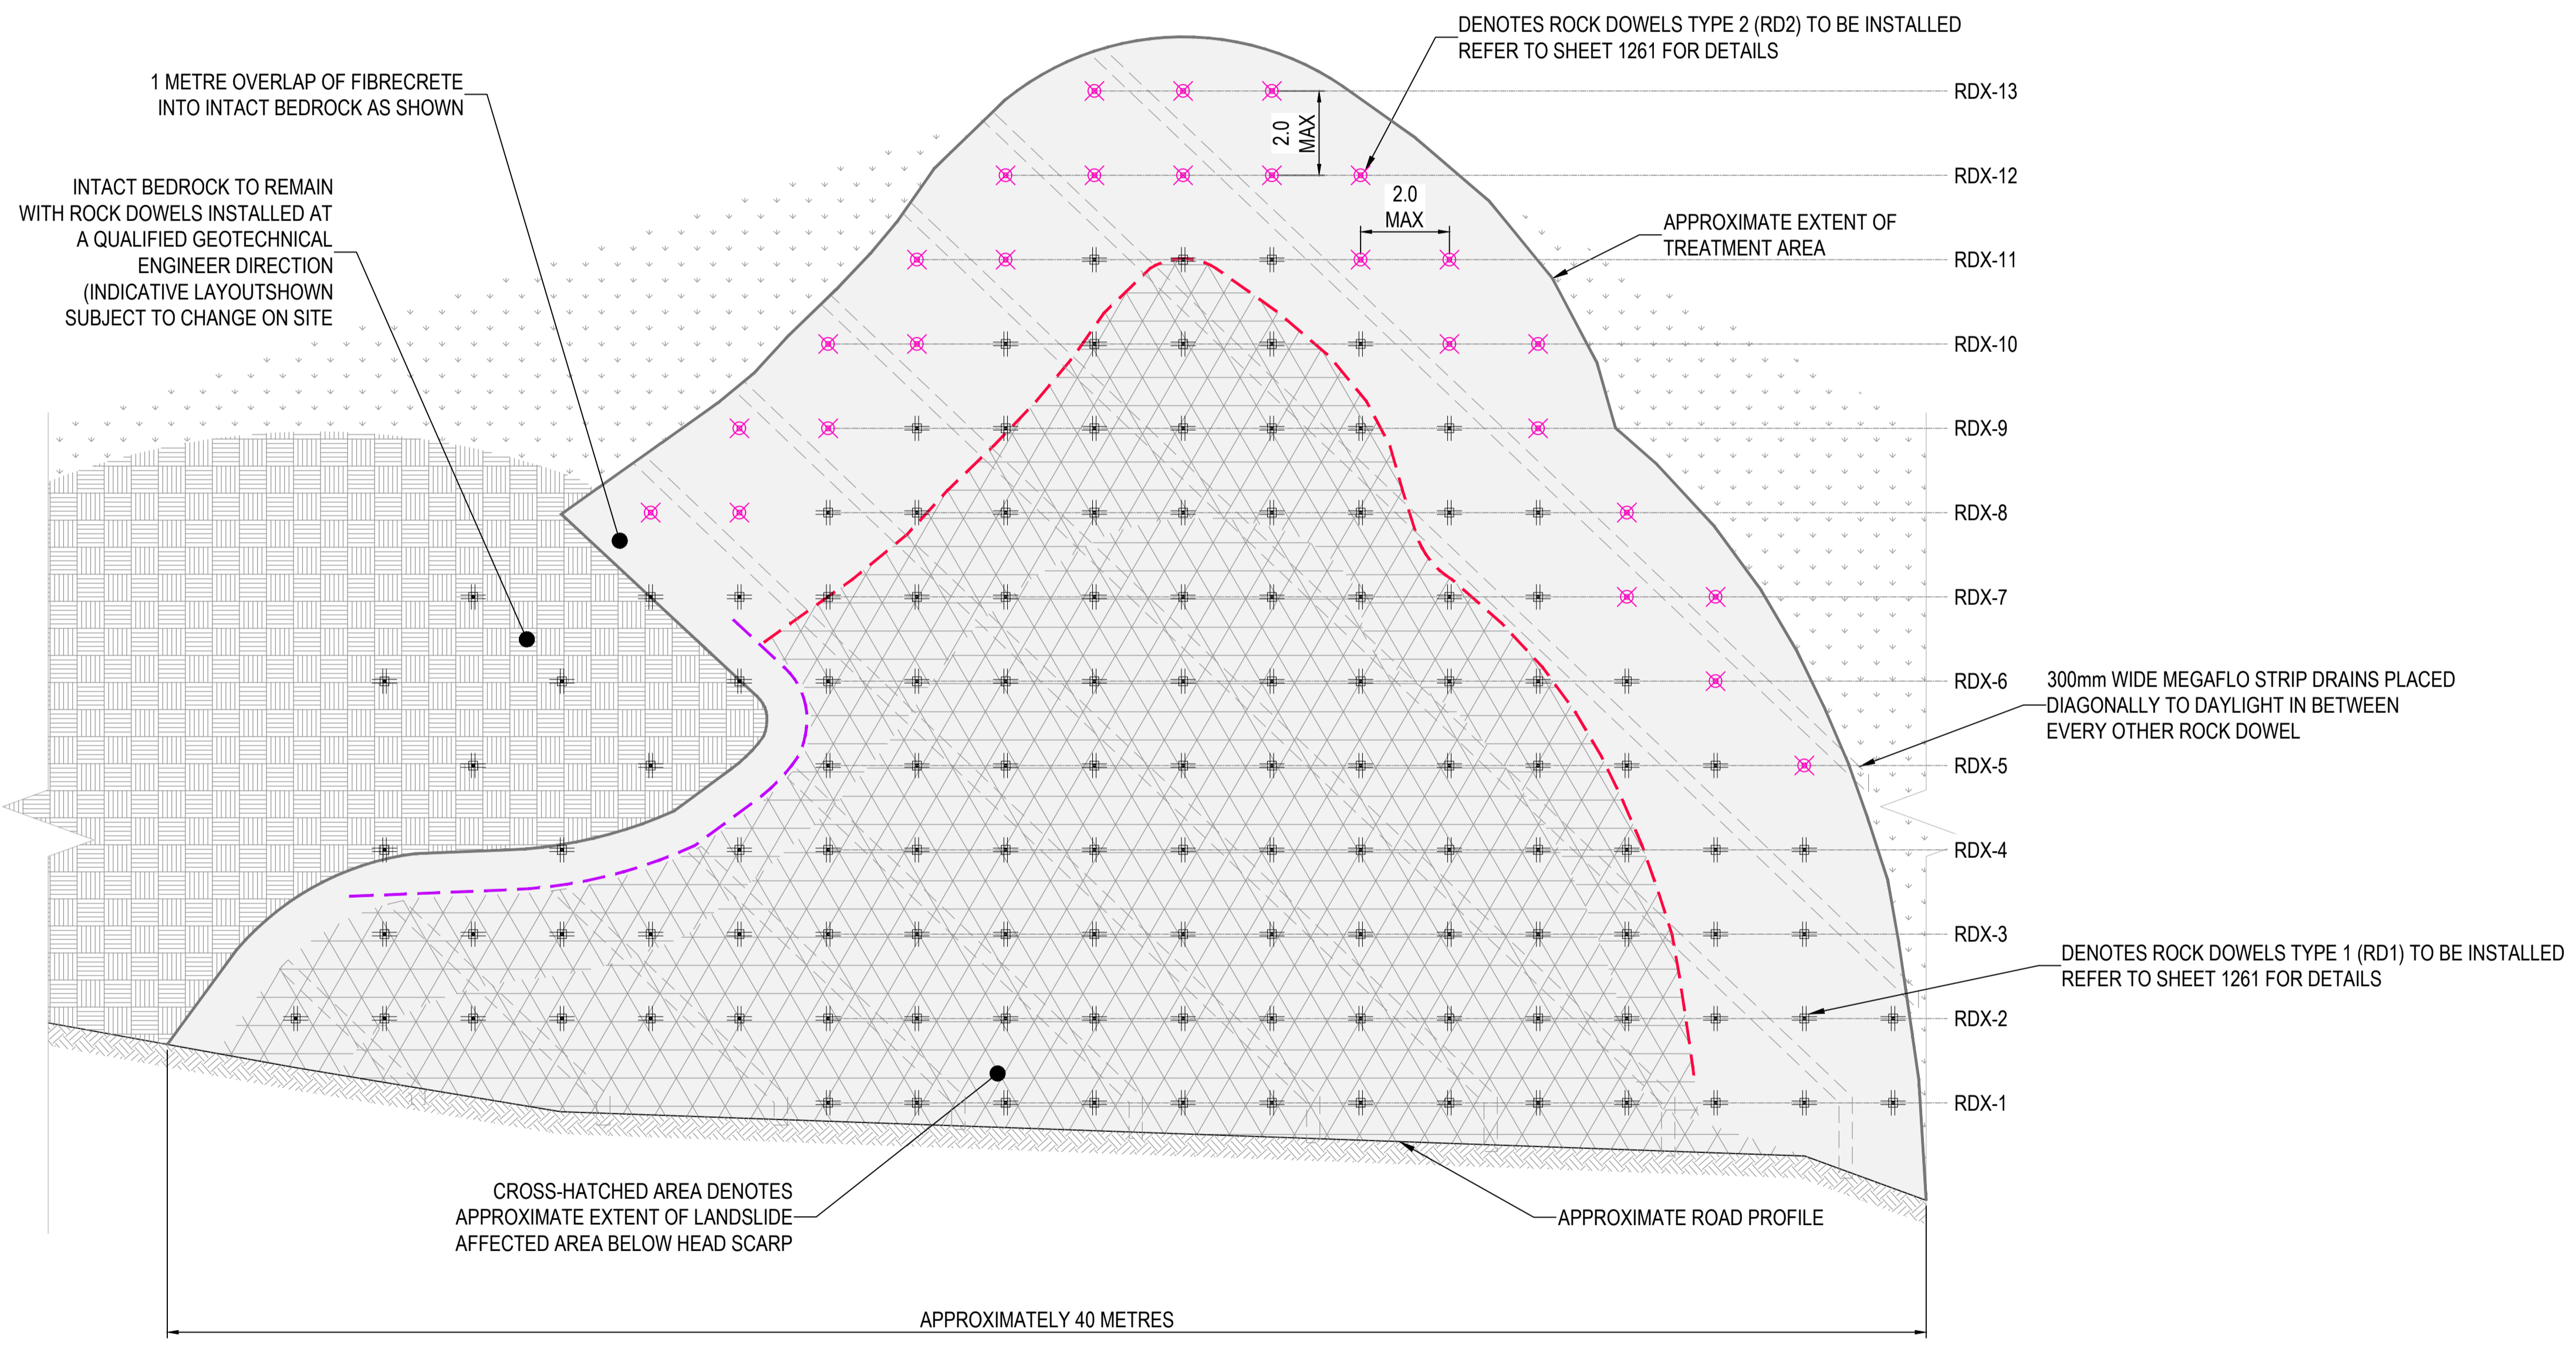 DENOTES ROCK DOWELS TYPE 2 (RD2) TO BE INSTALLED
REFER TO SHEET 1261 FOR DETAILS
1 METRE OVERLAP OF FIBRECRETE
INTO INTACT BEDROCK AS SHOWN
INTACT BEDROCK TO REMAIN
WITH ROCK DOWELS INSTALLED AT
A QUALIFIED GEOTECHNICAL
ENGINEER DIRECTION
(INDICATIVE LAYOUTSHOWN
SUBJECT TO CHANGE ON SITE
2.0
MAX
2.0
MAX
APPROXIMATE EXTENT OF
TREATMENT AREA
RDX-13
RDX-12
RDX-11
RDX-10
RDX-9
RDX-8
RDX-7
RDX-6
RDX-5
RDX-4
RDX-3
RDX-2
RDX-1
300mm WIDE MEGAFLO STRIP DRAINS PLACED
DIAGONALLY TO DAYLIGHT IN BETWEEN
EVERY OTHER ROCK DOWEL
DENOTES ROCK DOWELS TYPE 1 (RD1) TO BE INSTALLED
REFER TO SHEET 1261 FOR DETAILS
CROSS-HATCHED AREA DENOTES
APPROXIMATE EXTENT OF LANDSLIDE
AFFECTED AREA BELOW HEAD SCARP
APPROXIMATE ROAD PROFILE
APPROXIMATELY 40 METRES